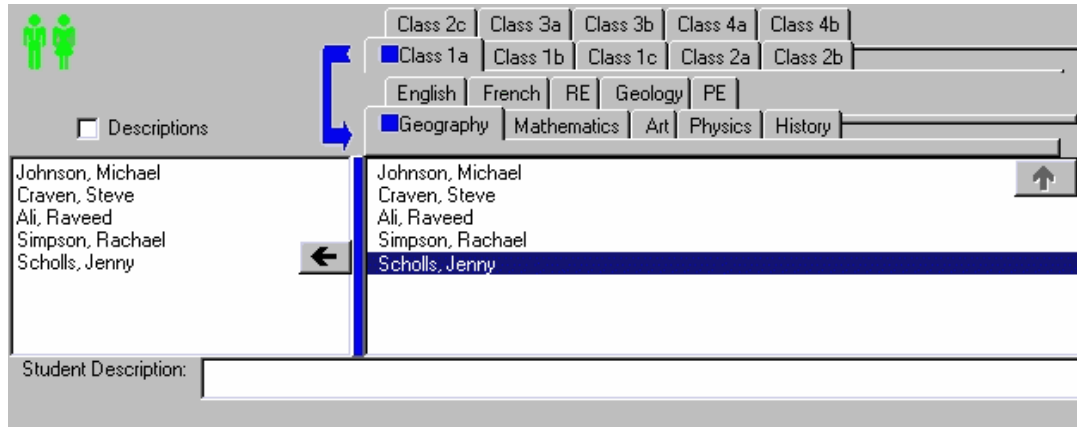 Class 2c Class 3a Class 3b Class 4a Class 4b
Class 1a Class 1b Class 1c Class 2a Class 2b
English French RE Geology PE
Descriptions
Geography Mathematics Art Physics History
Johnson, Michael
Craven, Steve
Ali, Raveed
Simpson, Rachael
Scholls, Jenny
Johnson, Michael
Craven, Steve
Ali, Raveed
Simpson, Rachael
Scholls, Jenny
Student Description: